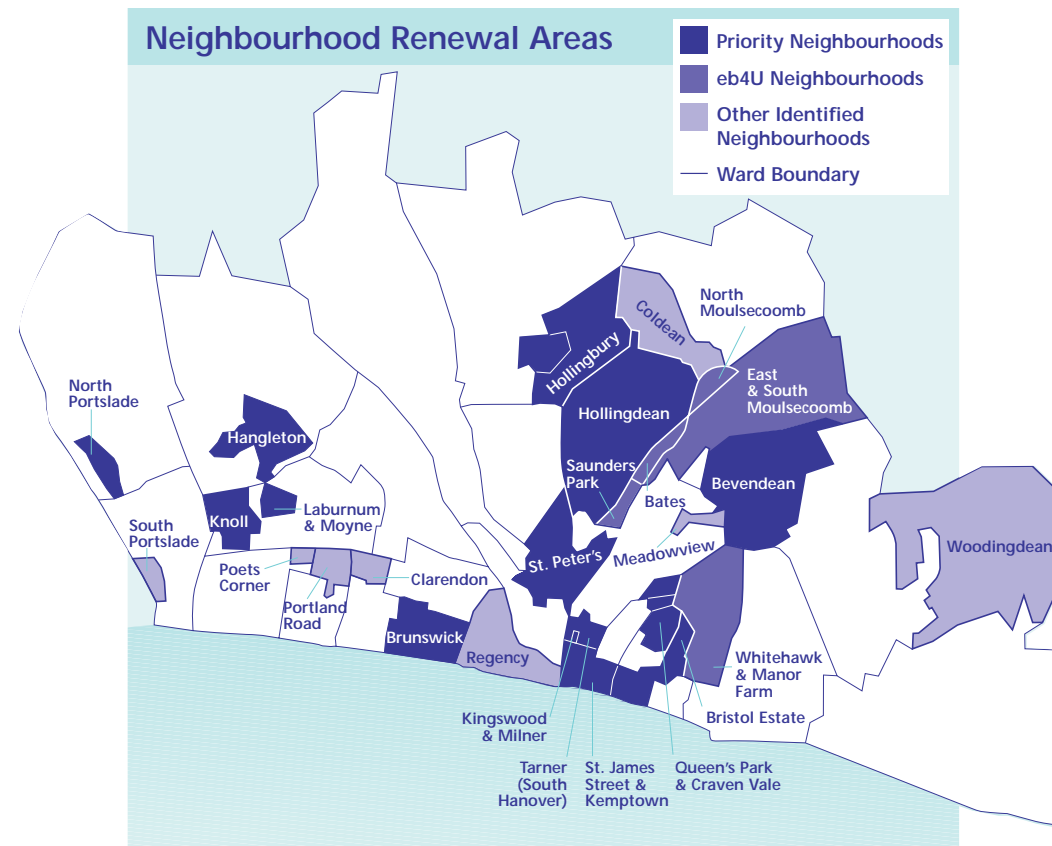 Neighbourhood Renewal Areas
Priority Neighbourhoods
eb4U Neighbourhoods
Other Identified
Neighbourhoods
Ward Boundary
North
Moulsecoomb
Coldean
Hollingbury
East
& South
Moulsecoomb
North
Portslade
Hollingdean
Hangleton
Saunders
Park
Bevendean
Bates
Laburnum
& Moyne
Knoll
South
Portslade
Woodingdean
Meadowview
St. Peter's
Poets
Corner
Clarendon
Portland
Road
Brunswick
Regency
Whitehawk
& Manor
Farm
Kingswood
& Milner
Bristol Estate
Tarner
(South
Hanover)
St. James
Street &
Kemptown
Queen's Park
& Craven Vale